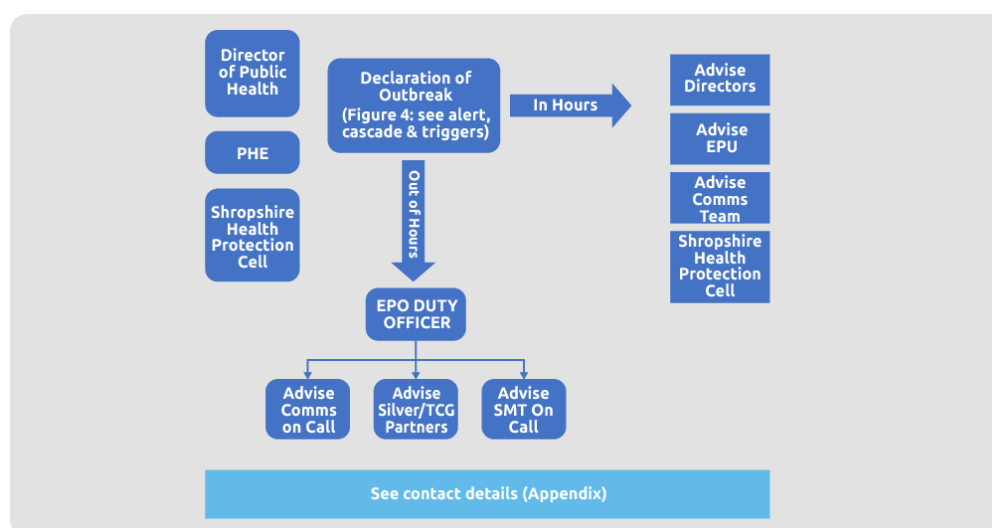 Director
of Public
Health
PHE
Shropshire
Health
Protection
Cell
Declaration of
Outbreak
(Figure 4: see alert,
cascade & triggers)
In Hours
Out of Hours
Advise
Directors
Advise
EPU
Advise
Comms
Team
Shropshire
Health
Protection
Cell
EPO DUTY
OFFICER
Advise
Comms
on Call
Advise
Silver/TCG
Partners
Advise
SMT On
Call
See contact details (Appendix)